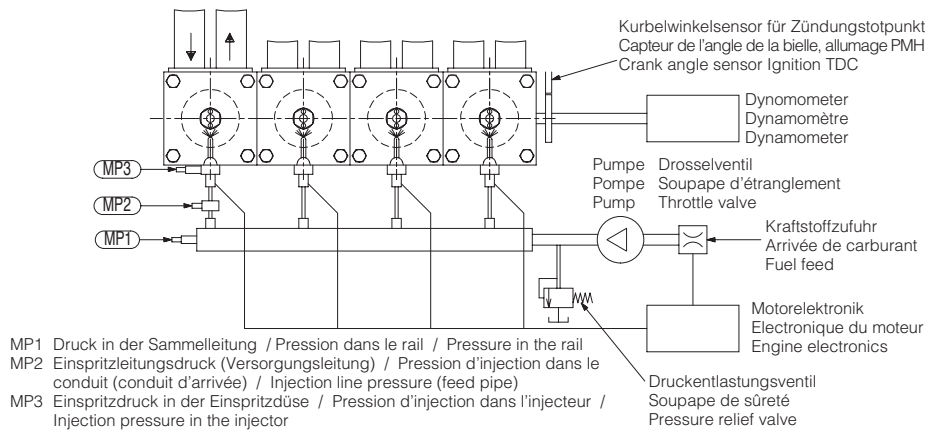 Kurbelwinkelsensor für Zündungstotpunkt
Capteur de l'angle de la bielle, allumage PMH
Crank angle sensor Ignition TDC
Dynomometer
Dynamomètre
Dynamometer
MP3
MP2
MP1
Pumpe Drosselventil
Pompe Soupape d'étranglement
Pump Throttle valve
Kraftstoffzufuhr
Arrivée de carburant
Fuel feed
Motorelektronik
Electronique du moteur
Engine electronics
Druckentlastungsventil
Soupape de sûreté
Pressure relief valve
MP1 Druck in der Sammelleitung / Pression dans le rail / Pressure in the rail
MP2 Einspritzleitungsdruck (Versorgungsleitung) / Pression d'injection dans le
conduit (conduit d'arrivée) / Injection line pressure (feed pipe)
MP3 Einspritzdruck in der Einspritzdüse / Pression d'injection dans l'injecteur /
Injection pressure in the injector